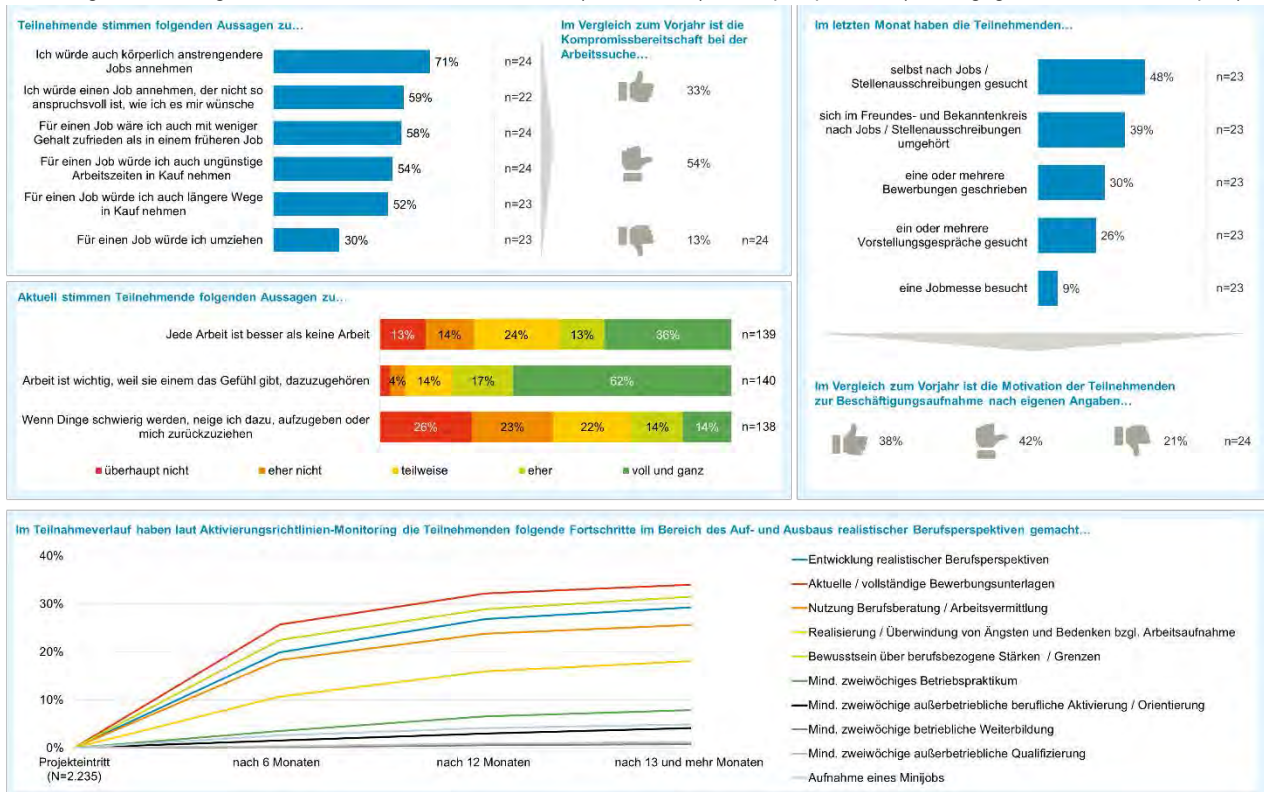 Teilnehmende stimmen folgenden Aussagen zu…
Ich würde auch körperlich anstrengendere
Jobs annehmen
71%
n=24
Ich würde einen Job annehmen, der nicht so
anspruchsvoll ist, wie ich es mir wünsche
59%
n=22
Für einen Job wäre ich auch mit weniger
Gehalt zufrieden als in einem früheren Job
58%
n=24
Für einen Job würde ich auch ungünstige
Arbeitszeiten in Kauf nehmen
54%
n=24
Für einen Job würde ich auch längere Wege
in Kauf nehmen
52%
n=23
Für einen Job würde ich umziehen
30%
n=23
Im Vergleich zum Vorjahr ist die
Kompromissbereitschaft bei der
Arbeitssuche…
33%
54%
13%
n=24
Im letzten Monat haben die Teilnehmenden…
selbst nach Jobs /
Stellenausschreibungen gesucht
48%
n=23
sich im Freundes- und Bekanntenkreis
nach Jobs / Stellenausschreibungen
umgehört
39%
n=23
eine oder mehrere
Bewerbungen geschrieben
30%
n=23
ein oder mehrere
Vorstellungsgespräche gesucht
26%
n=23
eine Jobmesse besucht
9%
n=23
Im Vergleich zum Vorjahr ist die Motivation der Teilnehmenden
zur Beschäftigungsaufnahme nach eigenen Angaben…
38%
42%
21%
n=24
Aktuell stimmen Teilnehmende folgenden Aussagen zu…
Jede Arbeit ist besser als keine Arbeit
13% 14% 24% 13% 36%
n=139
Arbeit ist wichtig, weil sie einem das Gefühl gibt, dazuzugehören
4% 14% 17% 62%
n=140
Wenn Dinge schwierig werden, neige ich dazu, aufzugeben oder
mich zurückzuziehen
26% 23% 22% 14% 14%
n=138
überhaupt nicht eher nicht teilweise eher voll und ganz
Im Teilnahmeverlauf haben laut Aktivierungsrichtlinien-Monitoring die Teilnehmenden folgende Fortschritte im Bereich des Auf- und Ausbaus realistischer Berufsperspektiven gemacht…
40%
30%
20%
10%
0%
Projekteintritt
(N=2.235)
nach 6 Monaten
nach 12 Monaten
nach 13 und mehr Monaten
Entwicklung realistischer Berufsperspektiven
Aktuelle / vollständige Bewerbungsunterlagen
Nutzung Berufsberatung / Arbeitsvermittlung
Realisierung / Überwindung von Ängsten und Bedenken bzgl. Arbeitsaufnahme
Bewusstsein über berufsbezogene Stärken / Grenzen
Mind. zweiwöchiges Betriebspraktikum
Mind. zweiwöchige außerbetriebliche berufliche Aktivierung / Orientierung
Mind. zweiwöchige betriebliche Weiterbildung
Mind. zweiwöchige außerbetriebliche Qualifizierung
Aufnahme eines Minijobs